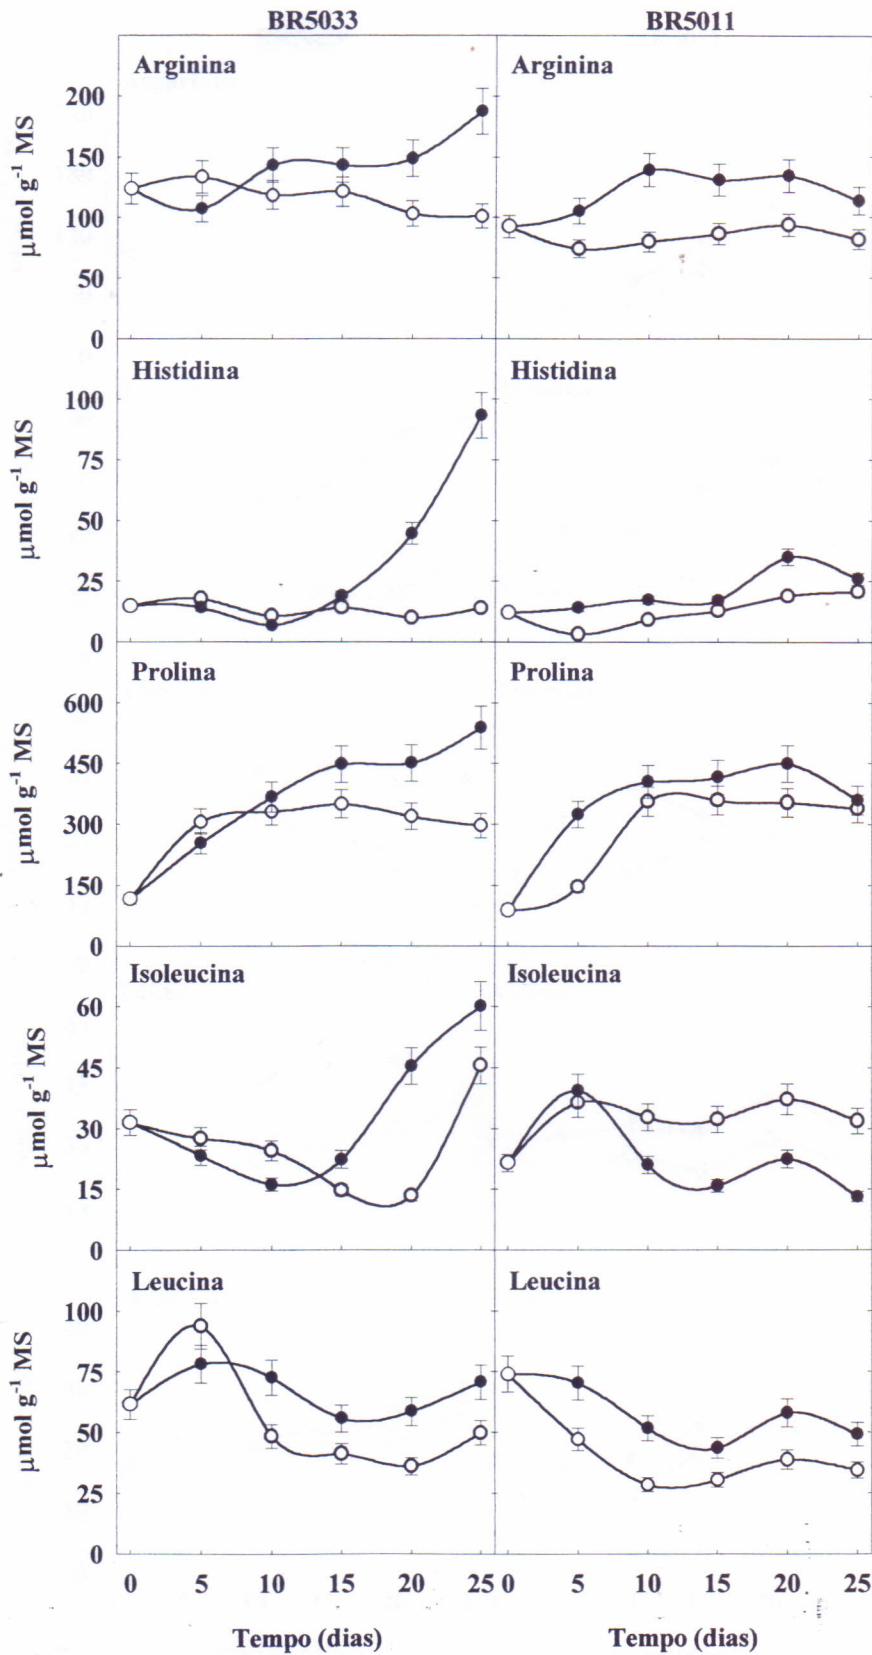 BR5033 BR5011
Arginina Arginina
200
150
100
50
0
µmol g⁻¹ MS
Histidina Histidina
100
75
50
25
0
µmol g⁻¹ MS
Prolina Prolina
600
450
300
150
0
µmol g⁻¹ MS
Isoleucina Isoleucina
60
45
30
15
0
µmol g⁻¹ MS
Leucina Leucina
100
75
50
25
0
µmol g⁻¹ MS
0 5 10 15 20 25 0 5 10 15 20 25
Tempo (dias) Tempo (dias)